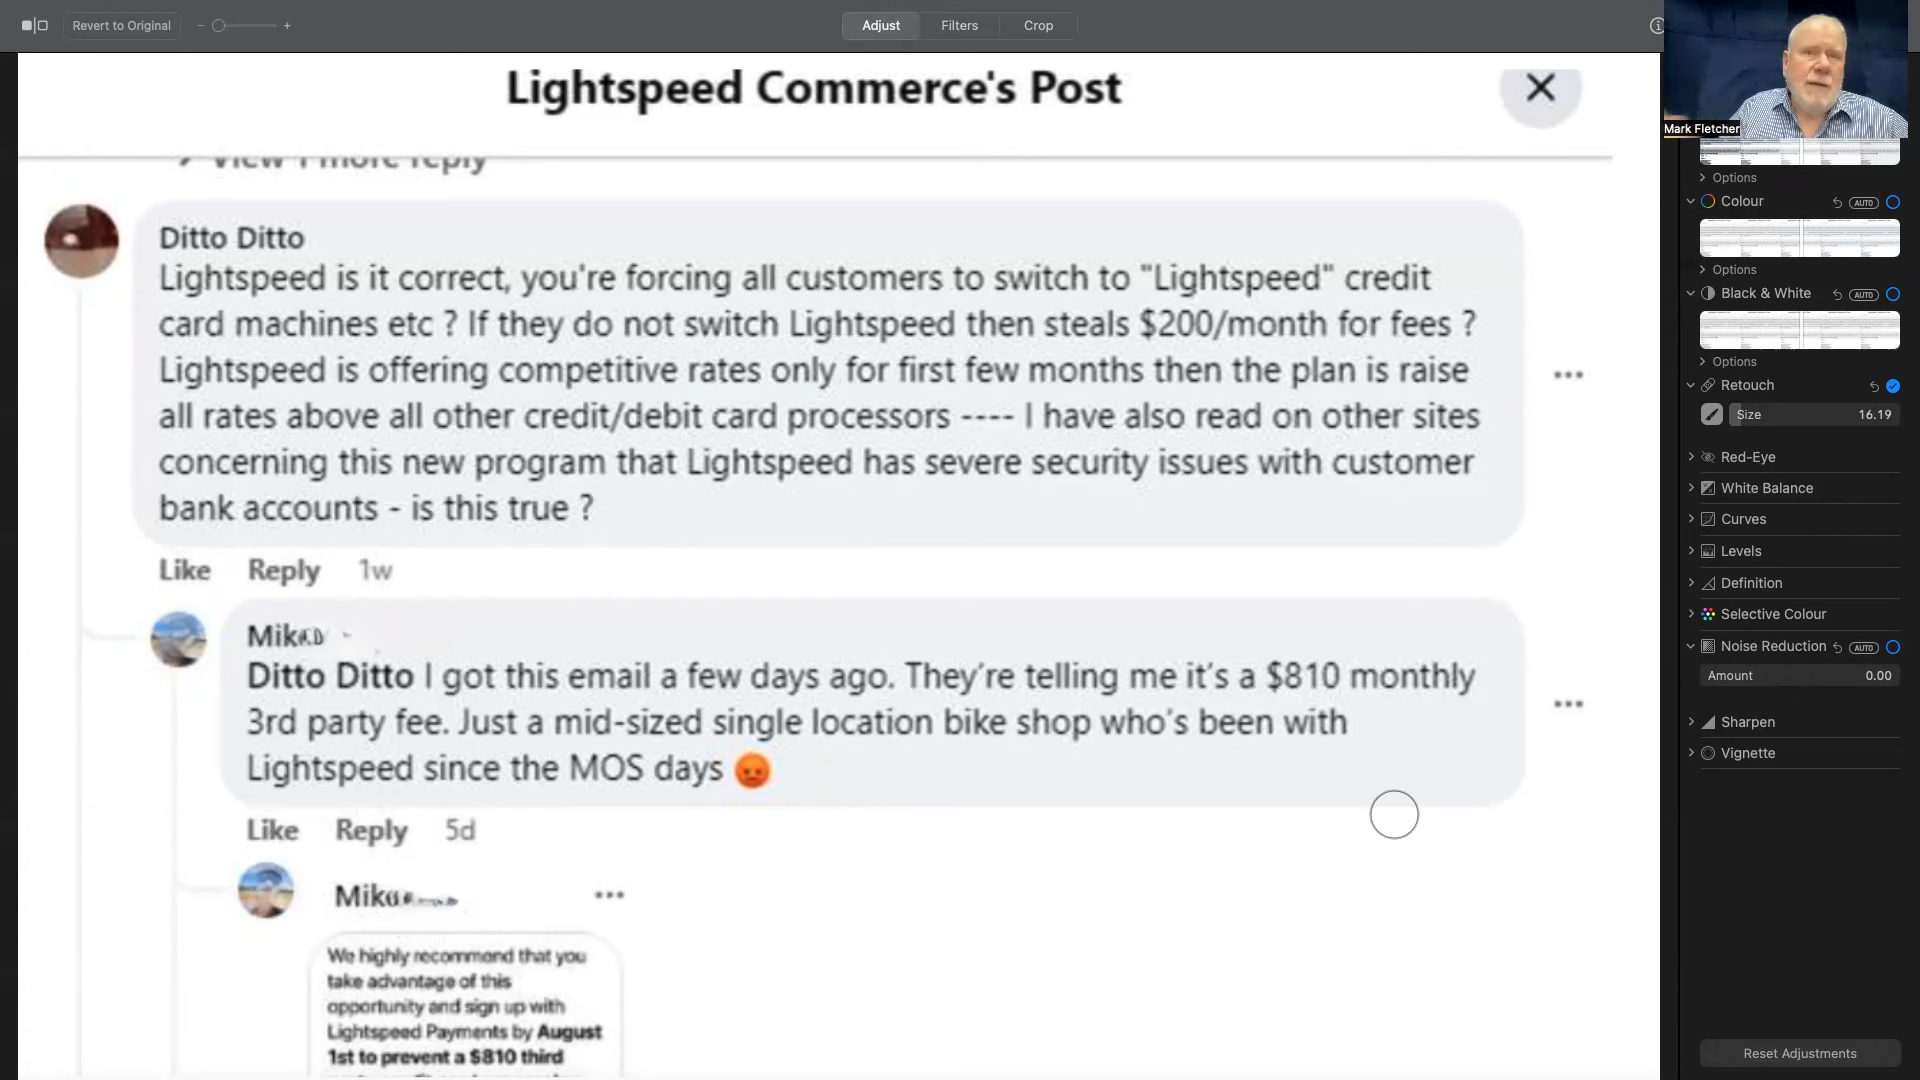 Revert to Original
Adjust
Filters
Crop
Mark Fletcher
Lightspeed Commerce's Post
View 1 more reply
Ditto Ditto
Lightspeed is it correct, you're forcing all customers to switch to "Lightspeed" credit
card machines etc ? If they do not switch Lightspeed then steals $200/month for fees ?
Lightspeed is offering competitive rates only for first few months then the plan is raise
all rates above all other credit/debit card processors ---- I have also read on other sites
concerning this new program that Lightspeed has severe security issues with customer
bank accounts - is this true ?
Like Reply 1w
Ditto Ditto I got this email a few days ago. They're telling me it's a $810 monthly
3rd party fee. Just a mid-sized single location bike shop who's been with
Lightspeed since the MOS days 😡
Like Reply 5d
We highly recommend that you
take advantage of this
opportunity and sign up with
Lightspeed Payments by August
1st to prevent a $810 third
Options
Colour AUTO
Options
Black & White AUTO
Options
Retouch
Size 16.19
Red-Eye
White Balance
Curves
Levels
Definition
Selective Colour
Noise Reduction AUTO
Amount 0.00
Sharpen
Vignette
Reset Adjustments